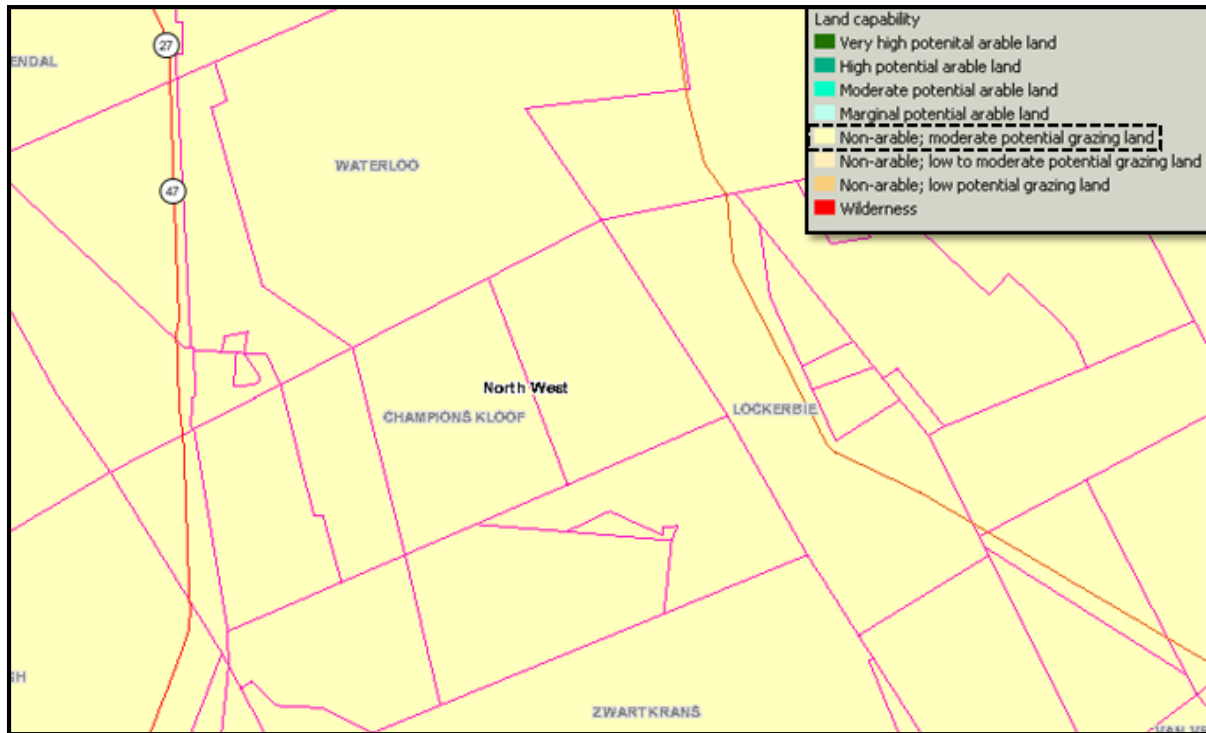 27
ENDAL
47
WATERLOO
North West
CHAMPIONS KLOOF
LOCKERBIE
ZWARTKRANS
Land capability
Very high potenital arable land
High potential arable land
Moderate potential arable land
Marginal potential arable land
Non-arable; moderate potential grazing land
Non-arable; low to moderate potential grazing land
Non-arable; low potential grazing land
Wilderness